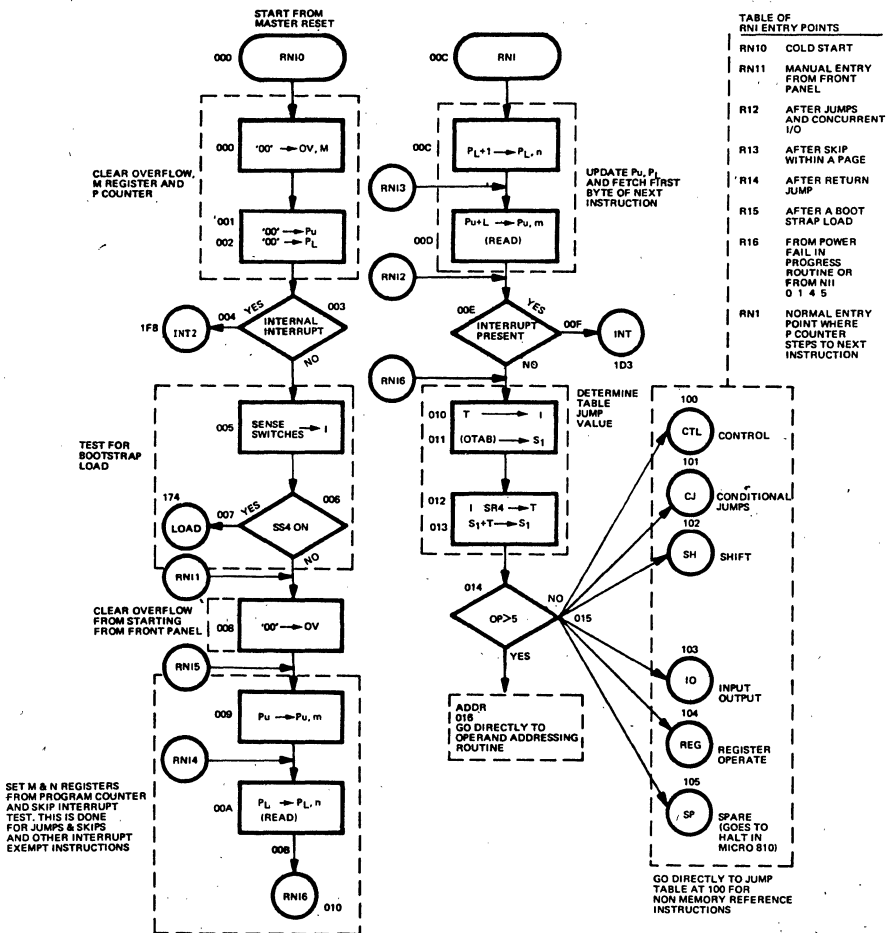 START FROM
MASTER RESET
000
RNI0
CLEAR OVERFLOW,
M REGISTER AND
P COUNTER
000
'00' → OV, M
001
002
'00' → Pu
'00' → PL
003
INTERNAL
INTERRUPT
YES
004
1F8
INT2
NO
TEST FOR
BOOTSTRAP
LOAD
005
SENSE
SWITCHES → I
006
SS4 ON
YES
007
174
LOAD
NO
RNI1
CLEAR OVERFLOW
FROM STARTING
FROM FRONT PANEL
008
'00' → OV
RNI5
009
Pu → Pu, m
RNI4
SET M & N REGISTERS
FROM PROGRAM COUNTER
AND SKIP INTERRUPT
TEST. THIS IS DONE
FOR JUMPS & SKIPS
AND OTHER INTERRUPT
EXEMPT INSTRUCTIONS
00A
PL → PL, n
(READ)
00B
RNI6
010
00C
RNI
00C
PL+1 → PL, n
RNI3
UPDATE Pu, PL
AND FETCH FIRST
BYTE OF NEXT
INSTRUCTION
00D
Pu+L → Pu, m
(READ)
RNI2
00E
INTERRUPT
PRESENT
YES
00F
INT
1D3
NO
RNI6
DETERMINE
TABLE
JUMP
VALUE
010
T → I
011
(OTAB) → S1
012
I SR4 → T
013
S1+T → S1
014
OP>5
NO
015
YES
ADDR
016
GO DIRECTLY TO
OPERAND ADDRESSING
ROUTINE
TABLE OF
RNI ENTRY POINTS
RN10 COLD START
RN11 MANUAL ENTRY
FROM FRONT
PANEL
R12 AFTER JUMPS
AND CONCURRENT
I/O
R13 AFTER SKIP
WITHIN A PAGE
R14 AFTER RETURN
JUMP
R15 AFTER A BOOT
STRAP LOAD
R16 FROM POWER
FAIL IN
PROGRESS
ROUTINE OR
FROM NII
0 1 4 5
RN1 NORMAL ENTRY
POINT WHERE
P COUNTER
STEPS TO NEXT
INSTRUCTION
100
CTL CONTROL
101
CJ CONDITIONAL
JUMPS
102
SH SHIFT
103
IO INPUT
OUTPUT
104
REG REGISTER
OPERATE
105
SP SPARE
(GOES TO
HALT IN
MICRO 810)
GO DIRECTLY TO JUMP
TABLE AT 100 FOR
NON MEMORY REFERENCE
INSTRUCTIONS